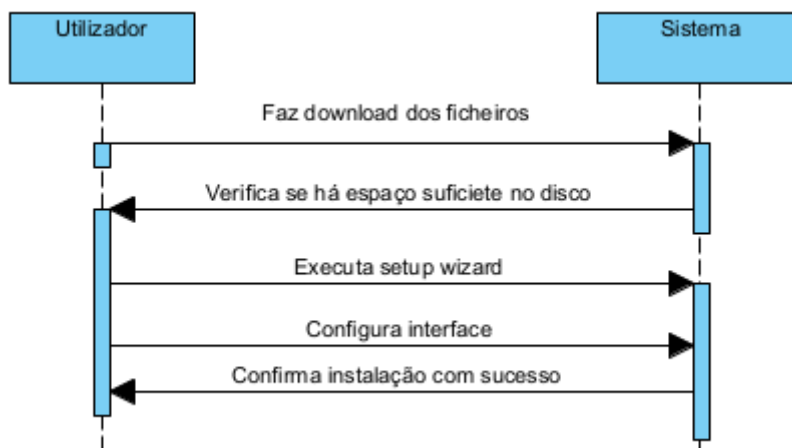 Utilizador
Sistema
Faz download dos ficheiros
Verifica se há espaço suficiete no disco
Executa setup wizard
Configura interface
Confirma instalação com sucesso